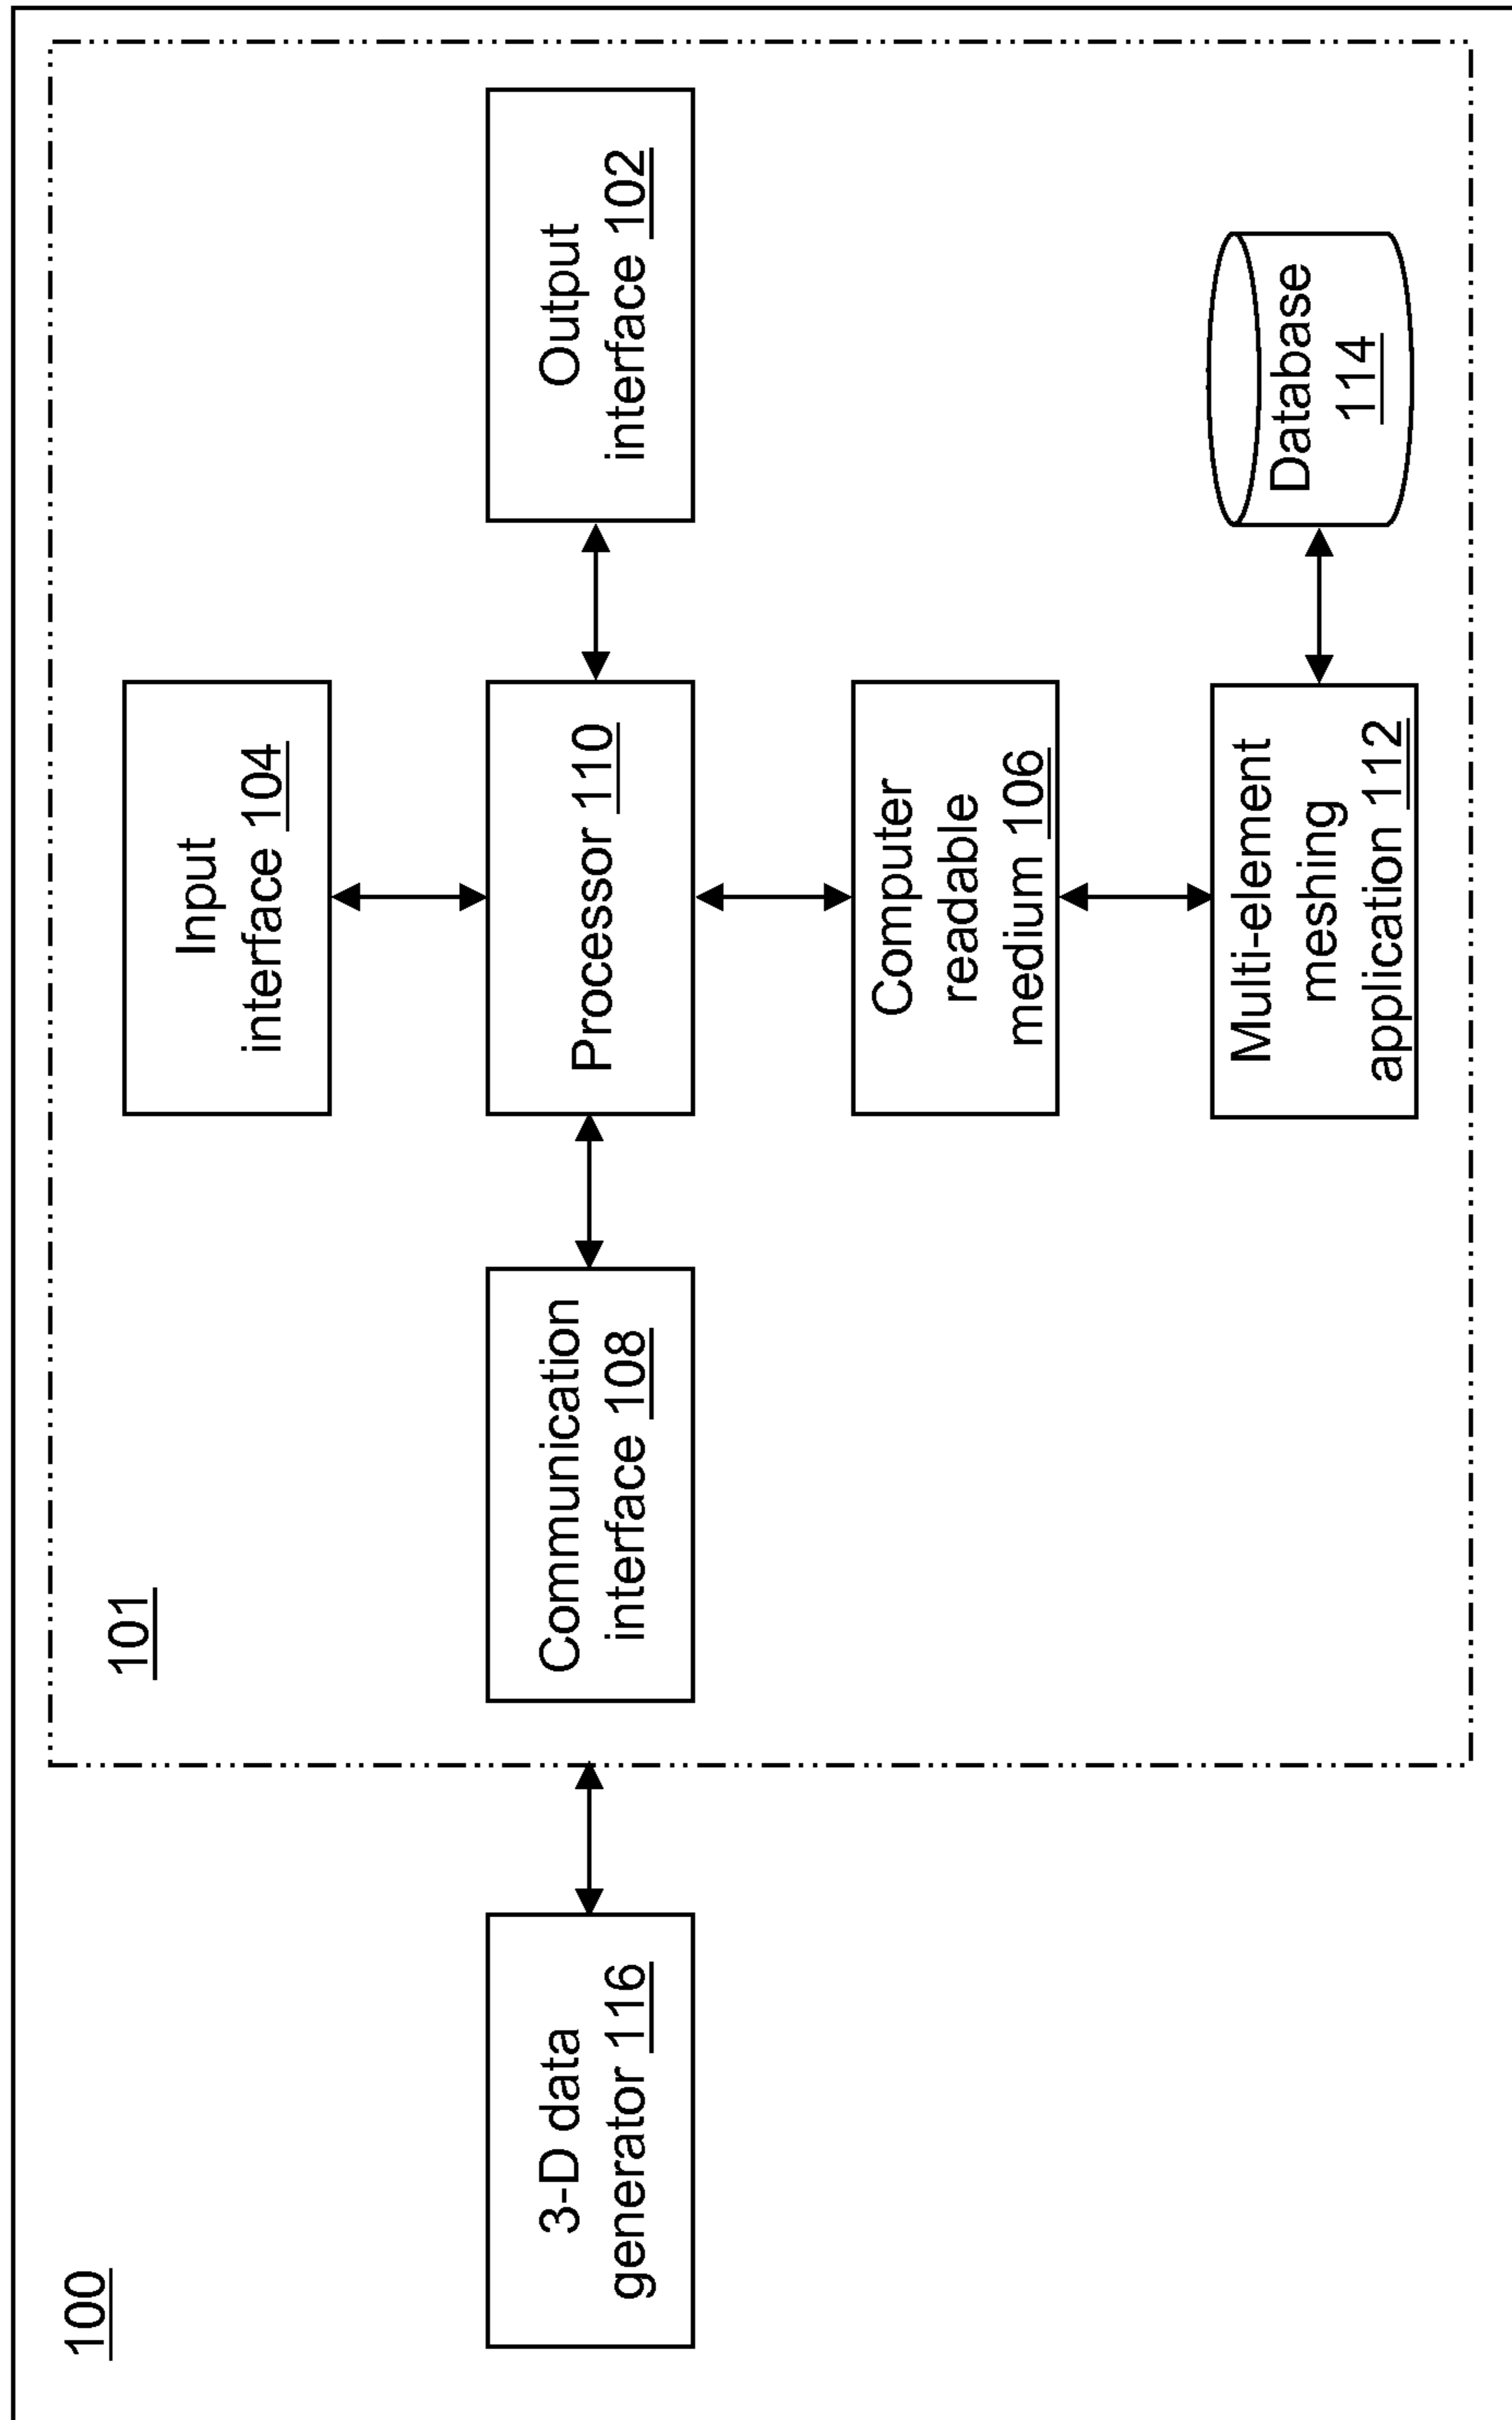 100
101
Input
interface 104
3-D data
generator 116
Communication
interface 108
Processor 110
Output
interface 102
Computer
readable
medium 106
Multi-element
meshing
application 112
Database
114